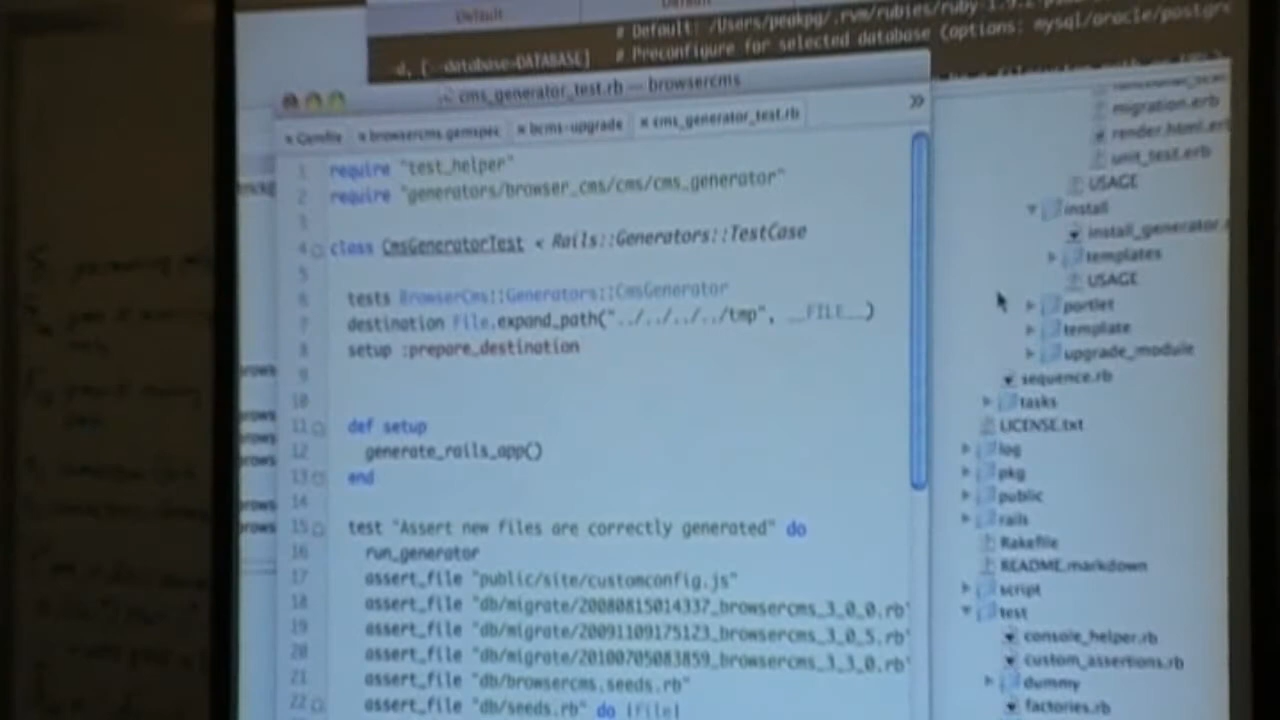 Default
Default
# Default: /Users/peakpg/.rvm/rubies/ruby-1.9.2
-d, [--database=DATABASE] # Preconfigure for selected database (options: mysql/oracle/postgre
cms_generator_test.rb — browsercms
× Gemfile × browsercms.gemspec × bcms-upgrade × cms_generator_test.rb »
1 require "test_helper"
2 require "generators/browser_cms/cms/cms_generator"
3
4 class CmsGeneratorTest < Rails::Generators::TestCase
5
6 tests BrowserCms::Generators::CmsGenerator
7 destination File.expand_path("../../../../tmp", __FILE__)
8 setup :prepare_destination
9
10
11 def setup
12 generate_rails_app()
13 end
14
15 test "Assert new files are correctly generated" do
16 run_generator
17 assert_file "public/site/customconfig.js"
18 assert_file "db/migrate/20080815014337_browsercms_3_0_0.rb"
19 assert_file "db/migrate/20091109175123_browsercms_3_0_5.rb"
20 assert_file "db/migrate/20100705083859_browsercms_3_3_0.rb"
21 assert_file "db/browsercms.seeds.rb"
22 assert_file "db/seeds.rb" do |file|
migration.erb
render.html.er
unit_test.erb
USAGE
install
install_generator.r
templates
USAGE
portlet
template
upgrade_module
sequence.rb
tasks
LICENSE.txt
log
pkg
public
rails
Rakefile
README.markdown
script
test
console_helper.rb
custom_assertions.rb
dummy
factories.rb